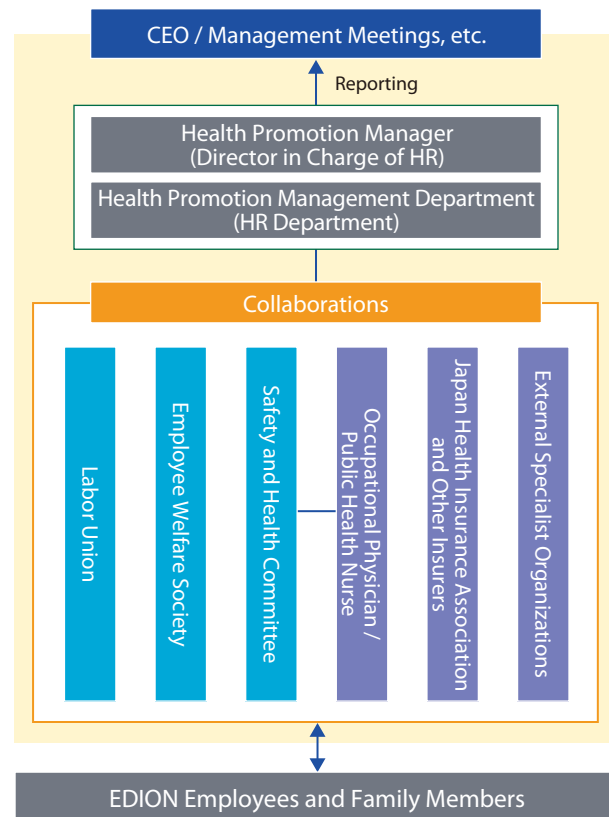 CEO / Management Meetings, etc.
Reporting
Health Promotion Manager
(Director in Charge of HR)
Health Promotion Management Department
(HR Department)
Collaborations
Labor Union
Employee Welfare Society
Safety and Health Committee
Occupational Physician /
Public Health Nurse
Japan Health Insurance Association
and Other Insurers
External Specialist Organizations
EDION Employees and Family Members